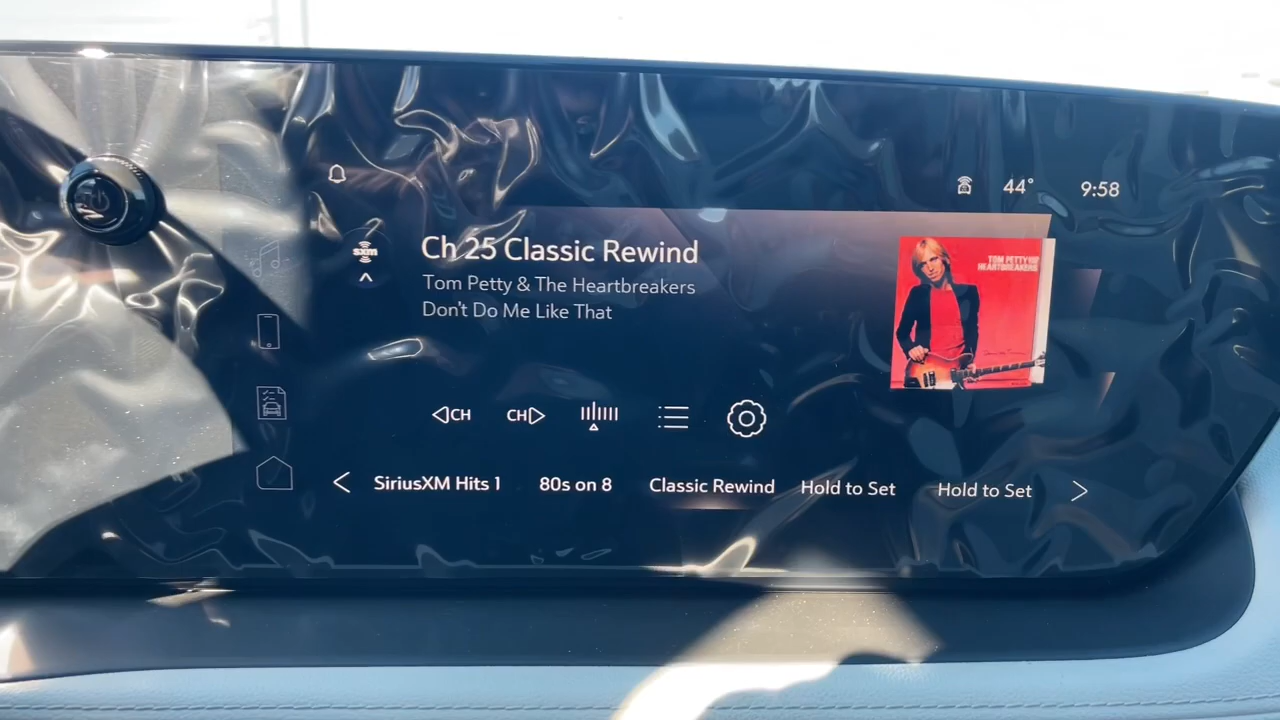 44° 9:58
sxm
Ch 25 Classic Rewind
Tom Petty & The Heartbreakers
Don't Do Me Like That
TOM PETTY AND THE
HEARTBREAKERS
CH CH
SiriusXM Hits 1 80s on 8 Classic Rewind Hold to Set Hold to Set